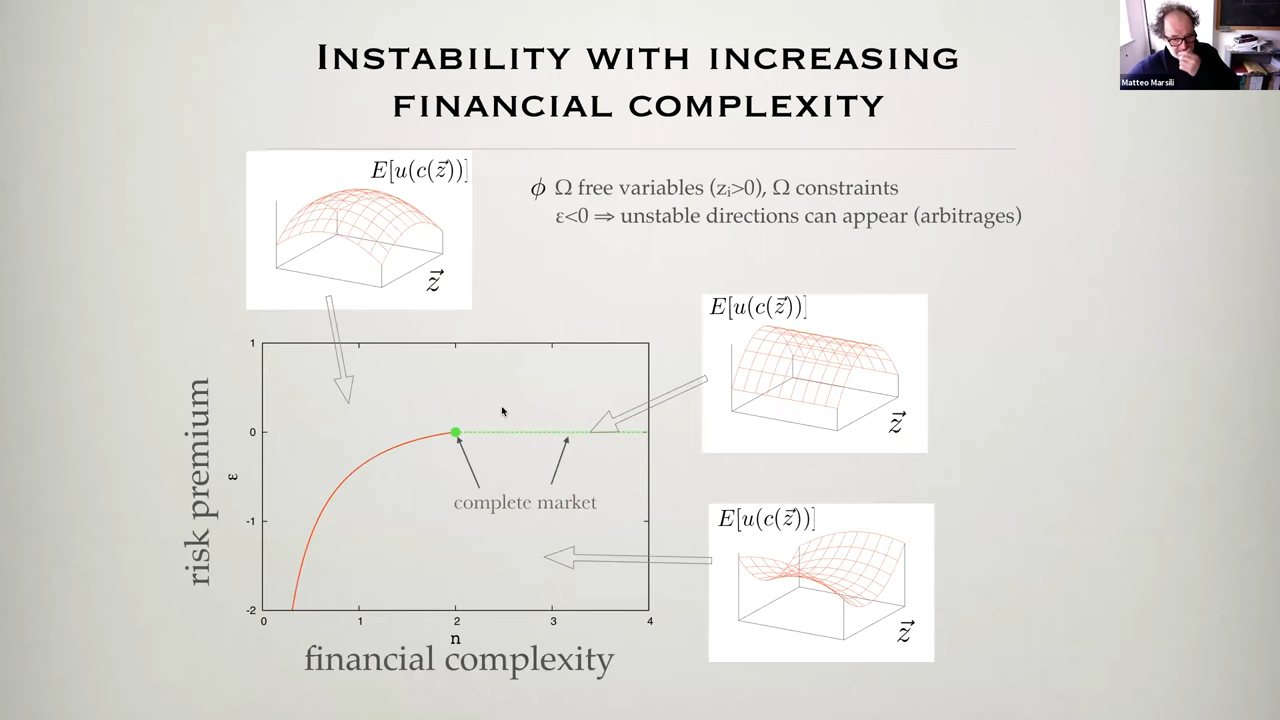 INSTABILITY WITH INCREASING
FINANCIAL COMPLEXITY
Matteo Marsili
E[u(c(z⃗))]
z⃗
ϕ Ω free variables (zᵢ>0), Ω constraints
ε<0 ⇒ unstable directions can appear (arbitrages)
E[u(c(z⃗))]
z⃗
risk premium
ε
1
0
-1
-2
complete market
0
1
2
3
4
n
financial complexity
E[u(c(z⃗))]
z⃗